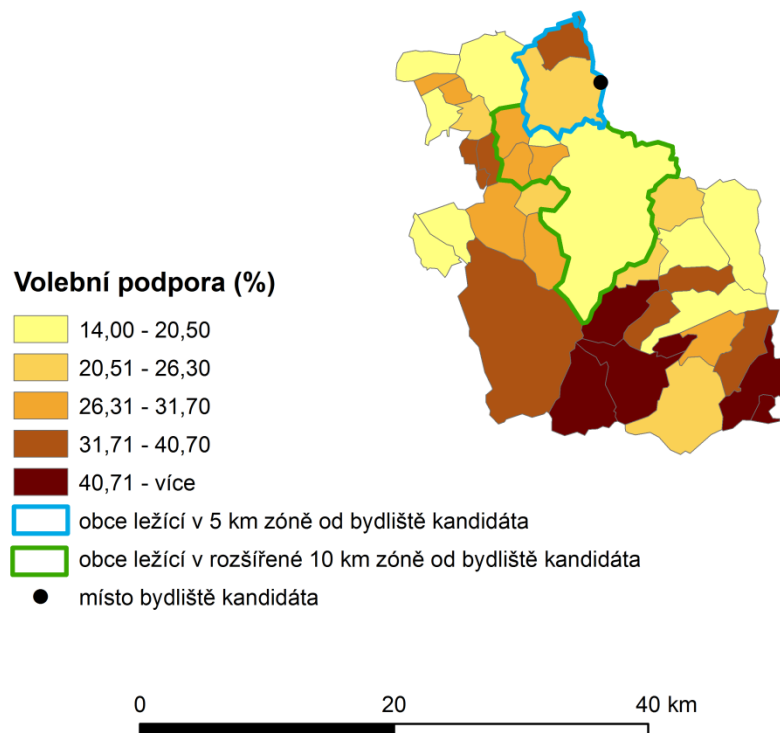 Volební podpora (%)
14,00 - 20,50
20,51 - 26,30
26,31 - 31,70
31,71 - 40,70
40,71 - více
obce ležící v 5 km zóně od bydliště kandidáta
obce ležící v rozšířené 10 km zóně od bydliště kandidáta
místo bydliště kandidáta
0 20 40 km